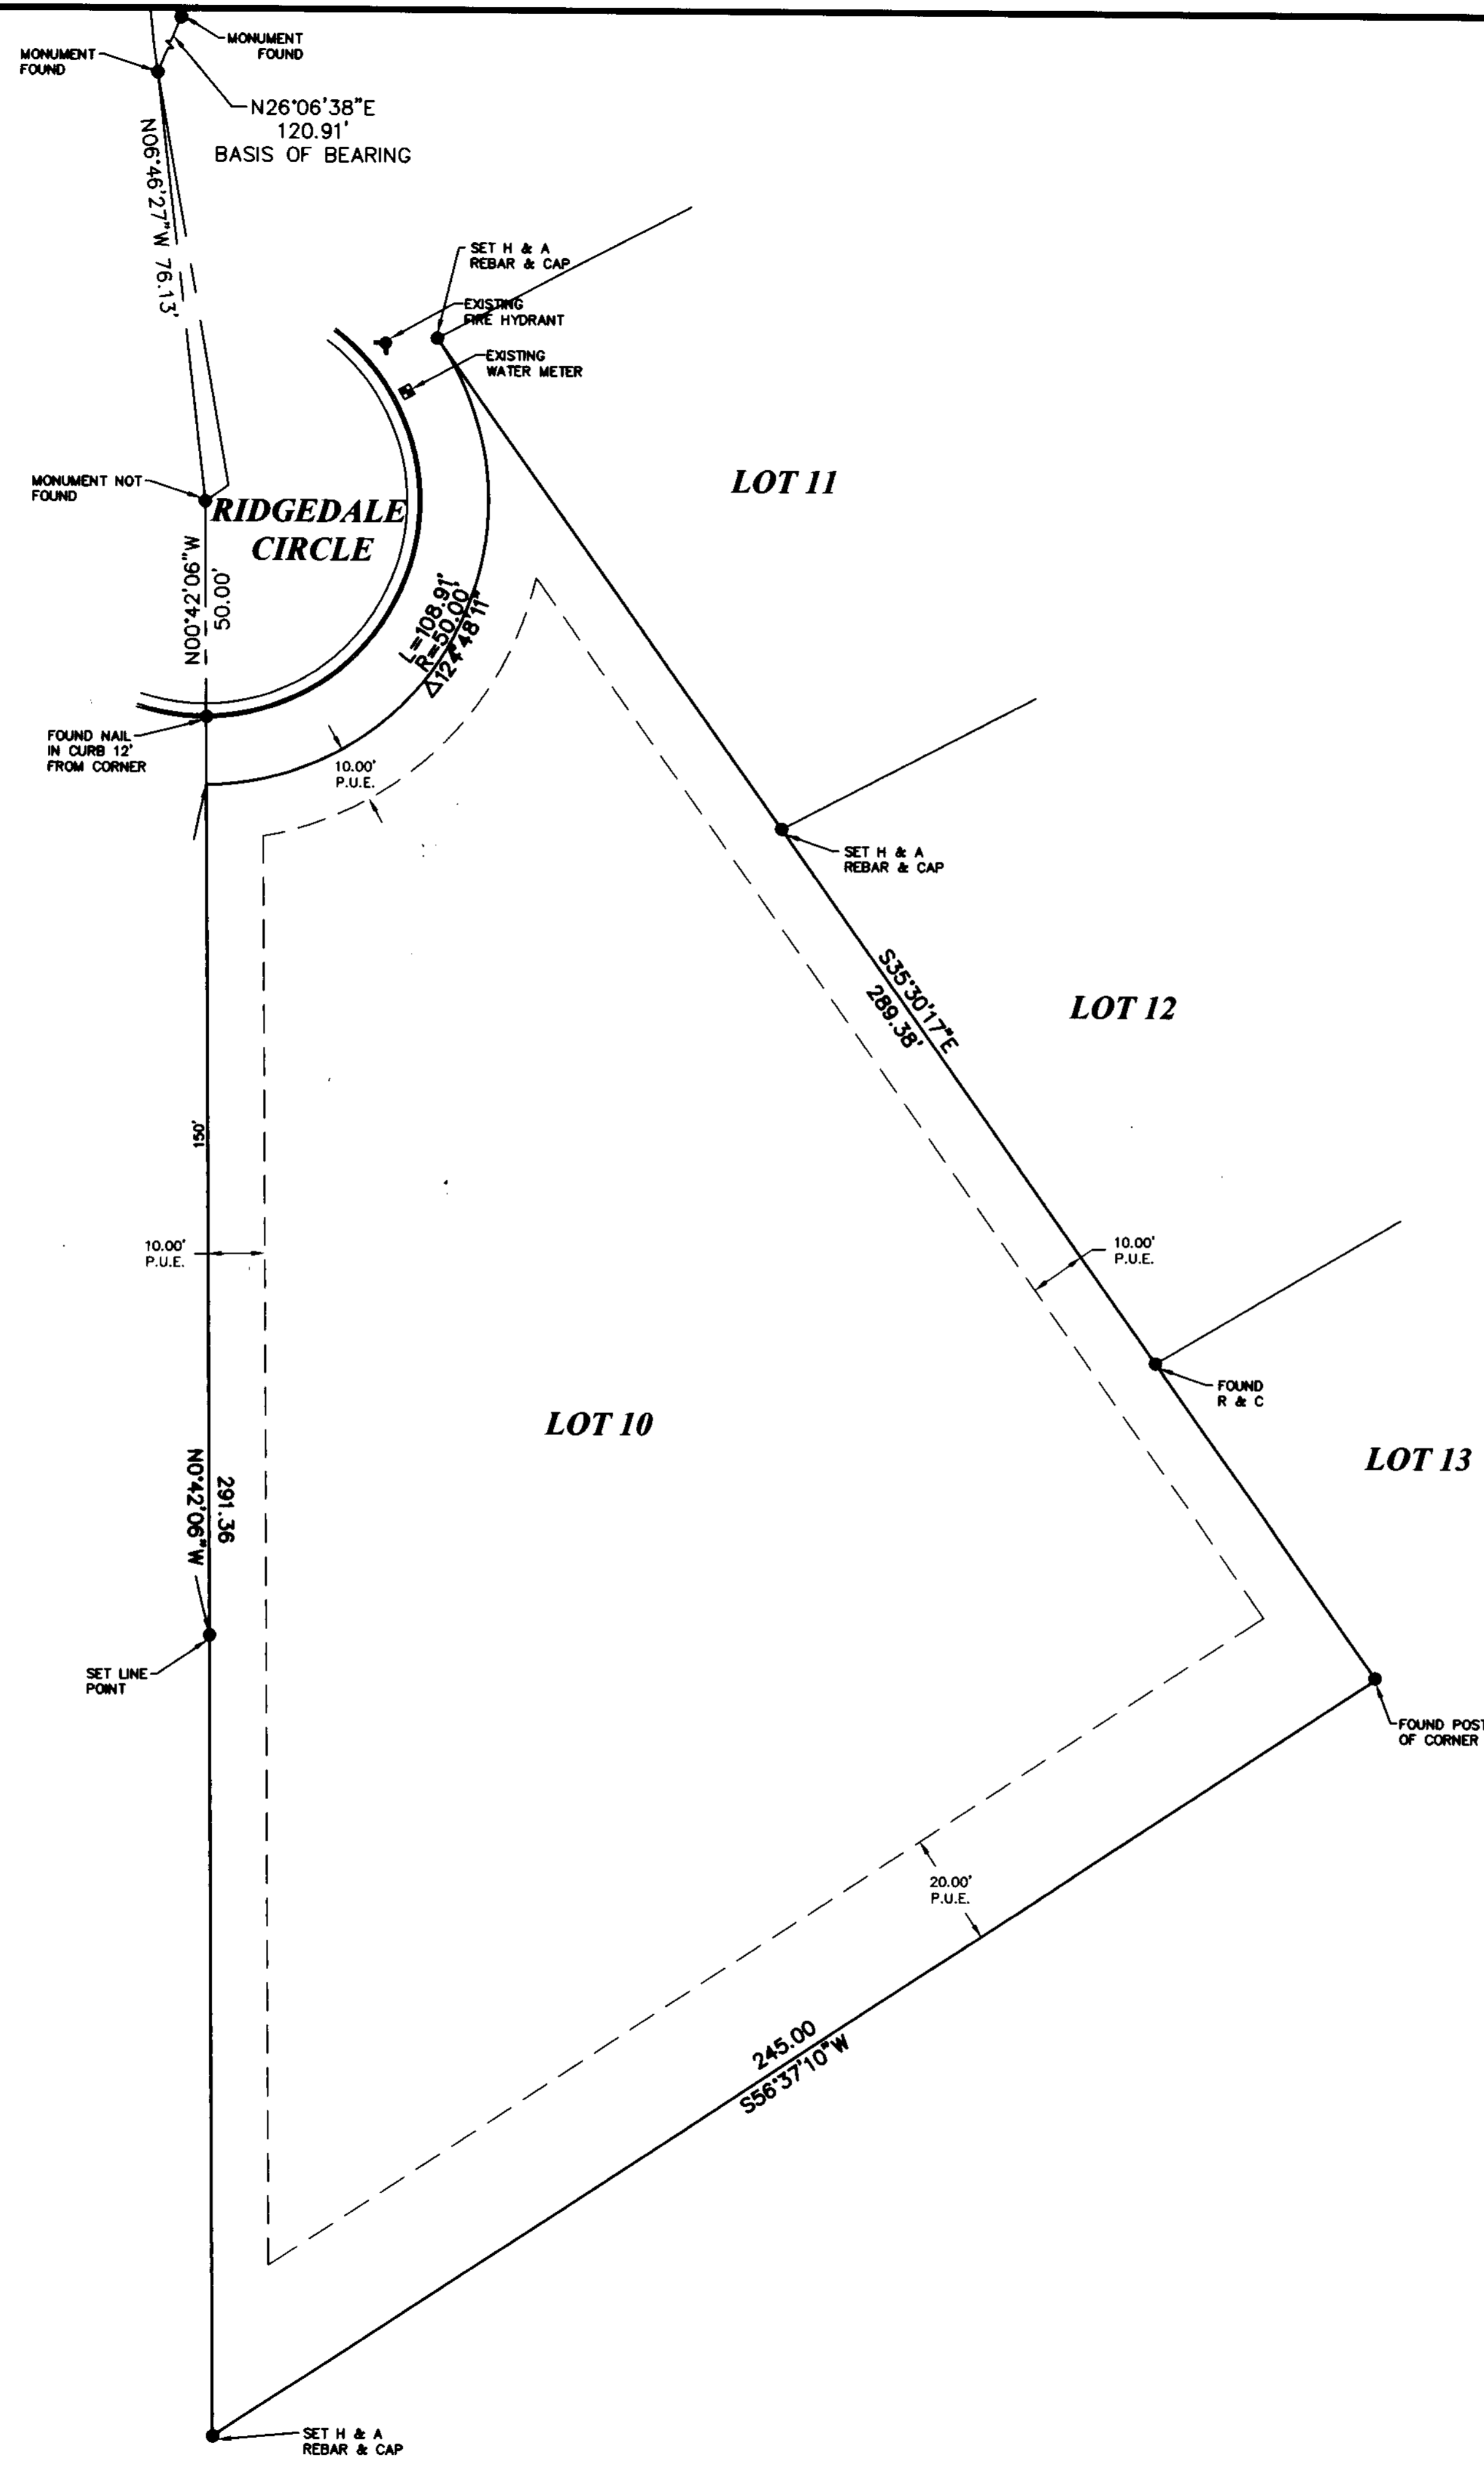 MONUMENT
FOUND
MONUMENT
FOUND
N26°06'38"E
120.91'
BASIS OF BEARING
N06°46'27"W 76.13'
SET H & A
REBAR & CAP
EXISTING
FIRE HYDRANT
EXISTING
WATER METER
LOT 11
MONUMENT NOT
FOUND
RIDGEDALE
CIRCLE
N00°42'06"W
50.00'
L=108.91'
R=50.00'
Δ124°48'11"
FOUND NAIL
IN CURB 12'
FROM CORNER
10.00'
P.U.E.
SET H & A
REBAR & CAP
S35°30'17"E
289.38'
LOT 12
150'
10.00'
P.U.E.
10.00'
P.U.E.
FOUND
R & C
LOT 10
LOT 13
291.36
N0°42'06"W
SET LINE
POINT
FOUND POST
OF CORNER
20.00'
P.U.E.
245.00
S56°37'10"W
SET H & A
REBAR & CAP